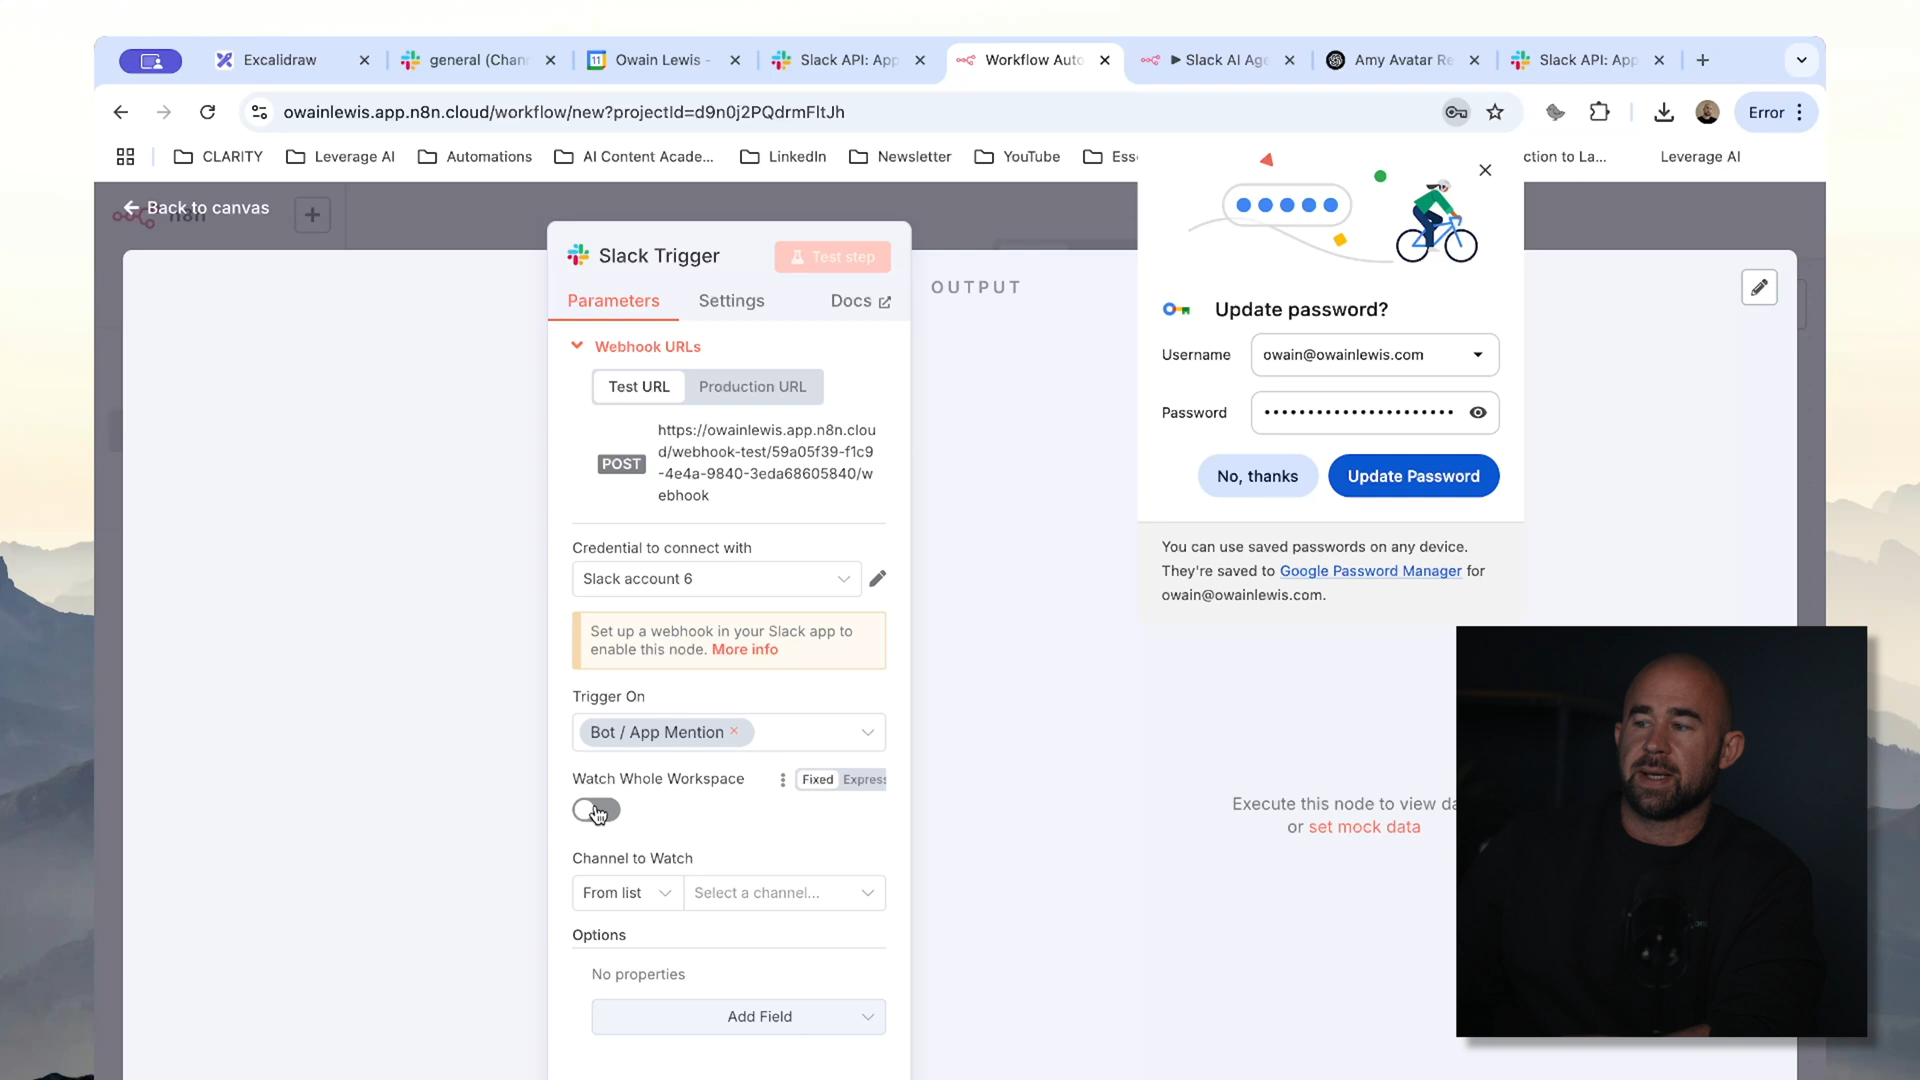 Excalidraw
general (Chann
Owain Lewis -
Slack API: App
Workflow Auto
▶ Slack AI Age
Amy Avatar Re
Slack API: App
owainlewis.app.n8n.cloud/workflow/new?projectId=d9n0j2PQdrmFltJh
Error
CLARITY
Leverage AI
Automations
AI Content Acade...
LinkedIn
Newsletter
YouTube
Ess
ction to La...
Leverage AI
Back to canvas
n8n
Slack Trigger
Test step
Parameters
Settings
Docs
OUTPUT
Webhook URLs
Test URL
Production URL
POST
https://owainlewis.app.n8n.clou
d/webhook-test/59a05f39-f1c9
-4e4a-9840-3eda68605840/w
ebhook
Credential to connect with
Slack account 6
Set up a webhook in your Slack app to
enable this node. More info
Trigger On
Bot / App Mention
Watch Whole Workspace
Fixed
Express
Channel to Watch
From list
Select a channel...
Options
No properties
Add Field
Update password?
Username
owain@owainlewis.com
Password
No, thanks
Update Password
You can use saved passwords on any device.
They're saved to Google Password Manager for
owain@owainlewis.com.
Execute this node to view da
or set mock data